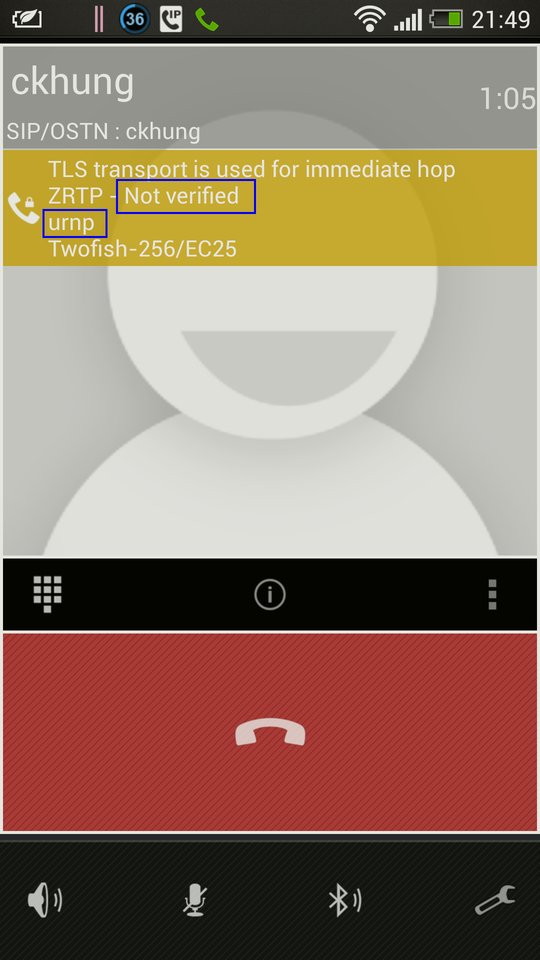 36
IP
21:49
ckhung
1:05
SIP/OSTN : ckhung
TLS transport is used for immediate hop
ZRTP - Not verified
urnp
Twofish-256/EC25